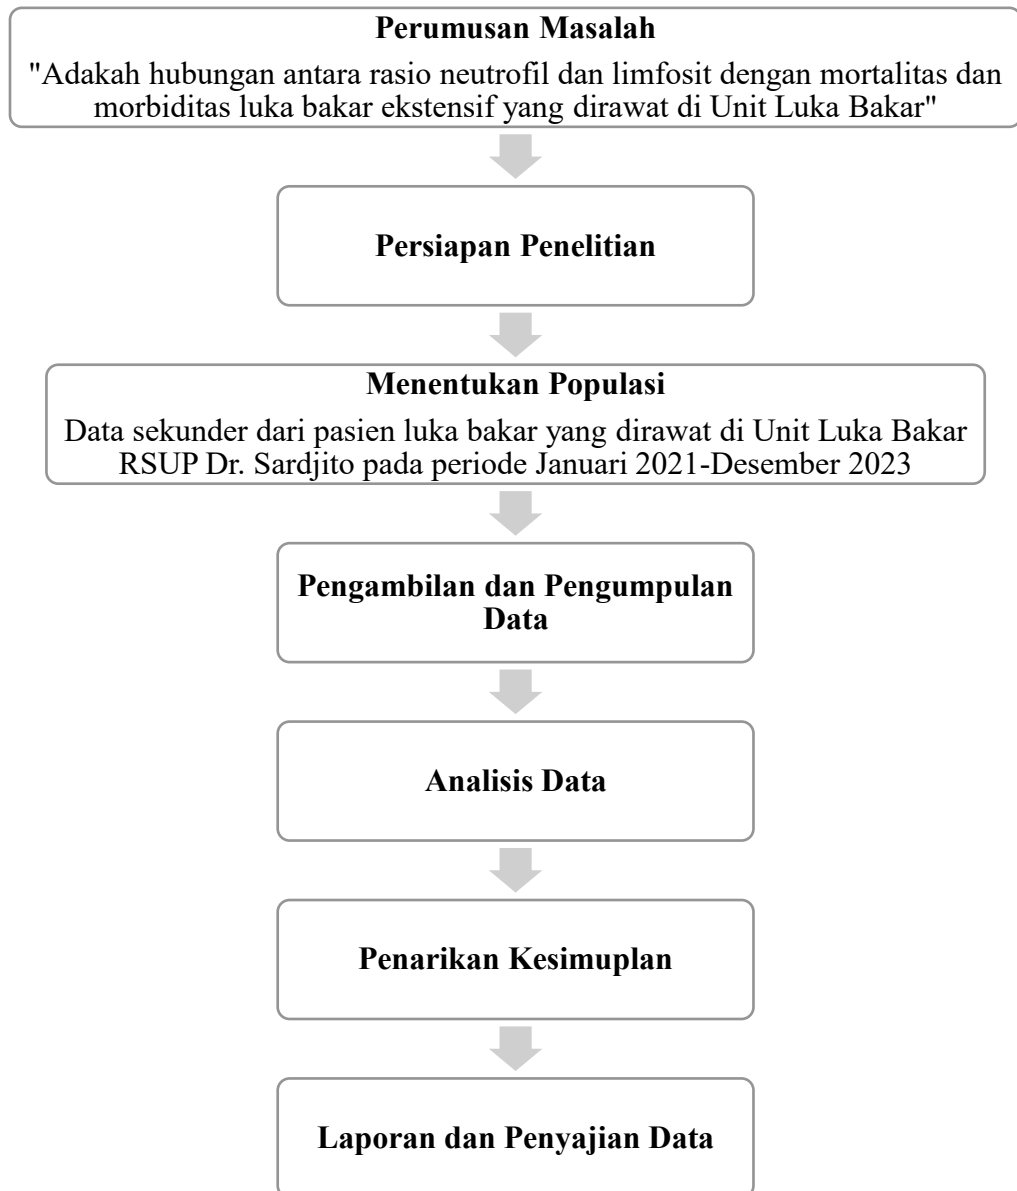 Perumusan Masalah
"Adakah hubungan antara rasio neutrofil dan limfosit dengan mortalitas dan
morbiditas luka bakar ekstensif yang dirawat di Unit Luka Bakar"
Persiapan Penelitian
Menentukan Populasi
Data sekunder dari pasien luka bakar yang dirawat di Unit Luka Bakar
RSUP Dr. Sardjito pada periode Januari 2021-Desember 2023
Pengambilan dan Pengumpulan
Data
Analisis Data
Penarikan Kesimuplan
Laporan dan Penyajian Data